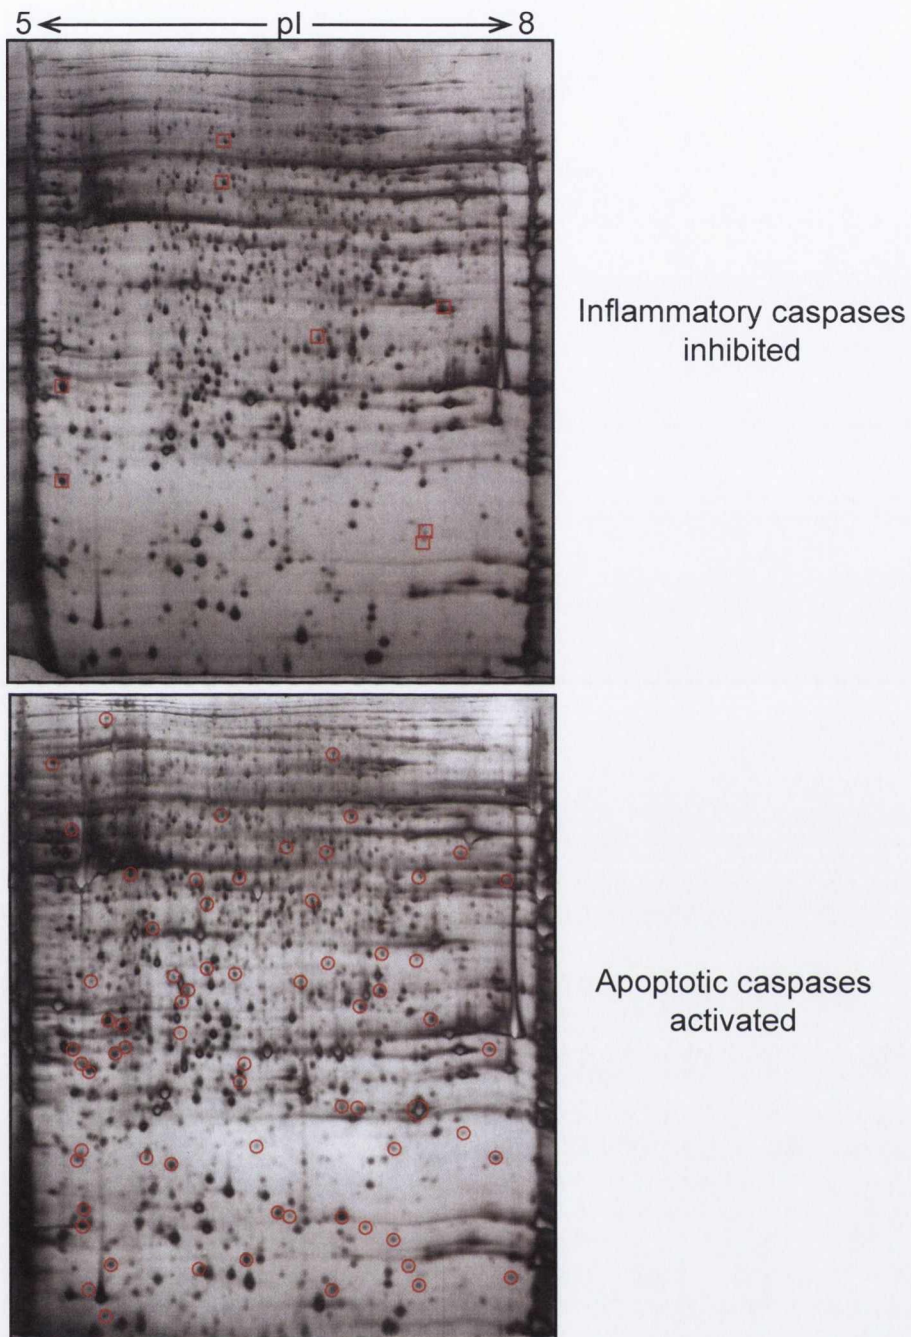 5 pI 8
Inflammatory caspases
inhibited
Apoptotic caspases
activated